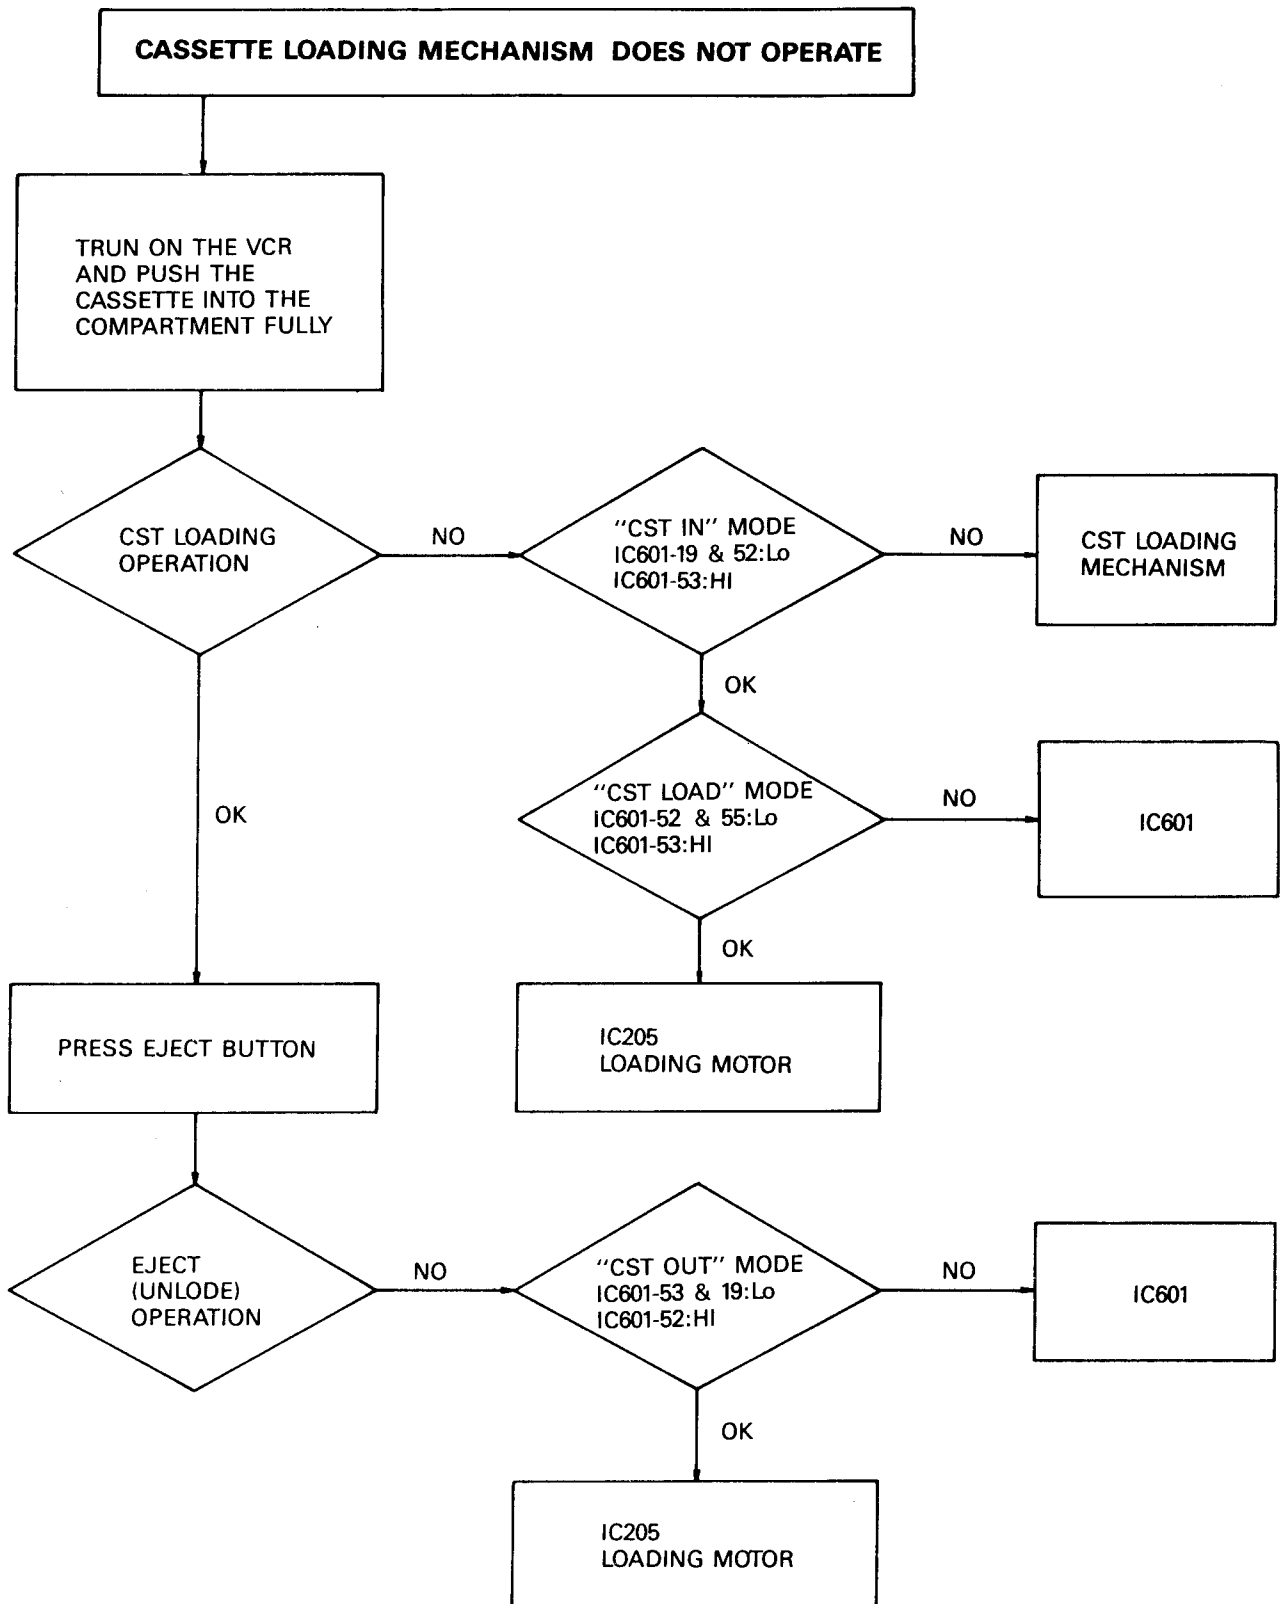 CASSETTE LOADING MECHANISM DOES NOT OPERATE
TRUN ON THE VCR
AND PUSH THE
CASSETTE INTO THE
COMPARTMENT FULLY
CST LOADING
OPERATION
NO
"CST IN" MODE
IC601-19 & 52:Lo
IC601-53:HI
NO
CST LOADING
MECHANISM
OK
"CST LOAD" MODE
IC601-52 & 55:Lo
IC601-53:HI
NO
IC601
OK
OK
IC205
LOADING MOTOR
PRESS EJECT BUTTON
EJECT
(UNLODE)
OPERATION
NO
"CST OUT" MODE
IC601-53 & 19:Lo
IC601-52:HI
NO
IC601
OK
IC205
LOADING MOTOR